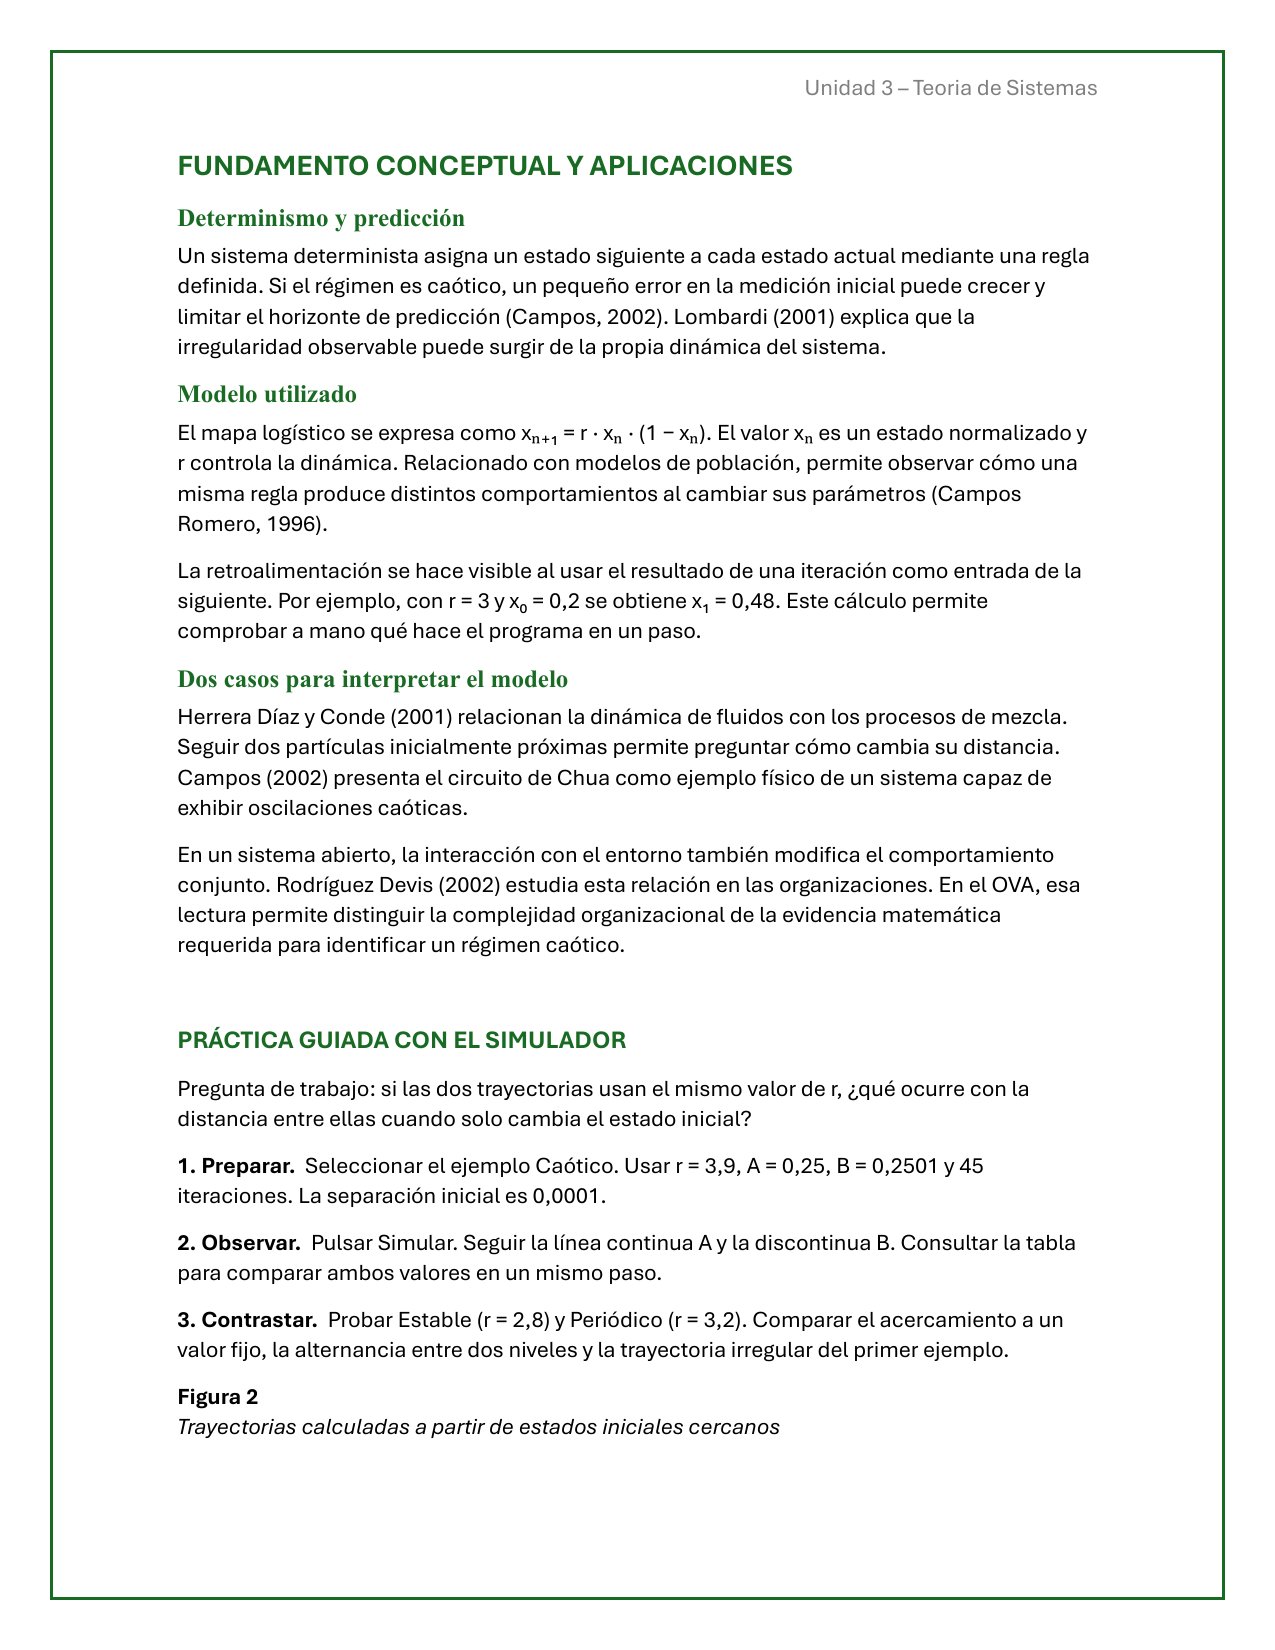 Unidad 3 – Teoria de Sistemas
FUNDAMENTO CONCEPTUAL Y APLICACIONES
Determinismo y predicción
Un sistema determinista asigna un estado siguiente a cada estado actual mediante una regla
definida. Si el régimen es caótico, un pequeño error en la medición inicial puede crecer y
limitar el horizonte de predicción (Campos, 2002). Lombardi (2001) explica que la
irregularidad observable puede surgir de la propia dinámica del sistema.
Modelo utilizado
El mapa logístico se expresa como xₙ₊₁ = r · xₙ · (1 − xₙ). El valor xₙ es un estado normalizado y
r controla la dinámica. Relacionado con modelos de población, permite observar cómo una
misma regla produce distintos comportamientos al cambiar sus parámetros (Campos
Romero, 1996).
La retroalimentación se hace visible al usar el resultado de una iteración como entrada de la
siguiente. Por ejemplo, con r = 3 y x₀ = 0,2 se obtiene x₁ = 0,48. Este cálculo permite
comprobar a mano qué hace el programa en un paso.
Dos casos para interpretar el modelo
Herrera Díaz y Conde (2001) relacionan la dinámica de fluidos con los procesos de mezcla.
Seguir dos partículas inicialmente próximas permite preguntar cómo cambia su distancia.
Campos (2002) presenta el circuito de Chua como ejemplo físico de un sistema capaz de
exhibir oscilaciones caóticas.
En un sistema abierto, la interacción con el entorno también modifica el comportamiento
conjunto. Rodríguez Devis (2002) estudia esta relación en las organizaciones. En el OVA, esa
lectura permite distinguir la complejidad organizacional de la evidencia matemática
requerida para identificar un régimen caótico.
PRÁCTICA GUIADA CON EL SIMULADOR
Pregunta de trabajo: si las dos trayectorias usan el mismo valor de r, ¿qué ocurre con la
distancia entre ellas cuando solo cambia el estado inicial?
1. Preparar. Seleccionar el ejemplo Caótico. Usar r = 3,9, A = 0,25, B = 0,2501 y 45
iteraciones. La separación inicial es 0,0001.
2. Observar. Pulsar Simular. Seguir la línea continua A y la discontinua B. Consultar la tabla
para comparar ambos valores en un mismo paso.
3. Contrastar. Probar Estable (r = 2,8) y Periódico (r = 3,2). Comparar el acercamiento a un
valor fijo, la alternancia entre dos niveles y la trayectoria irregular del primer ejemplo.
Figura 2
Trayectorias calculadas a partir de estados iniciales cercanos